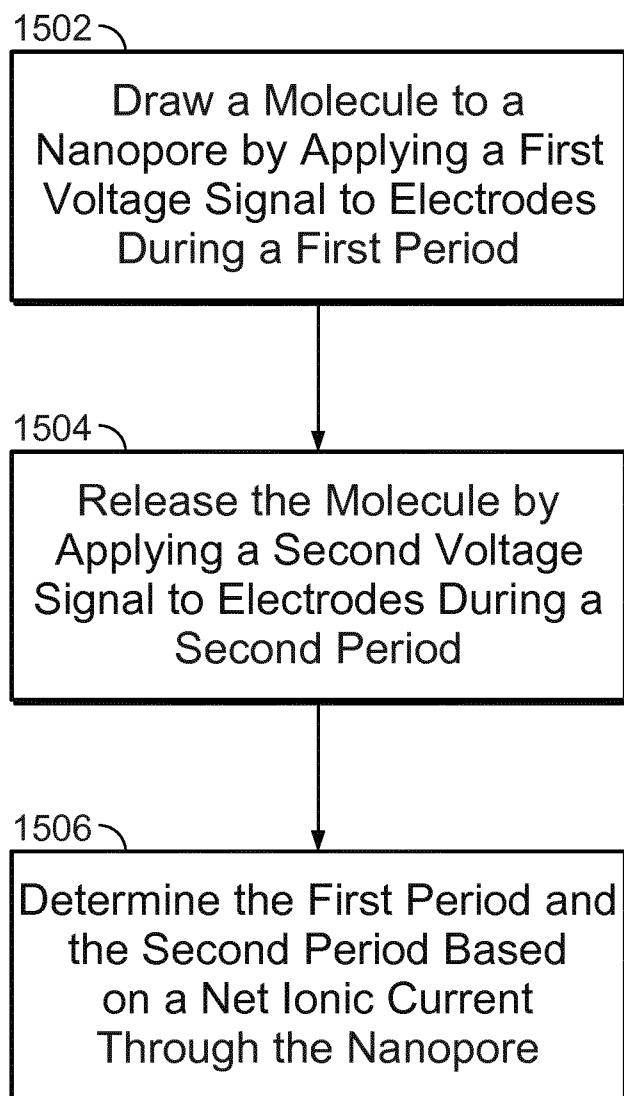 1502
Draw a Molecule to a
Nanopore by Applying a First
Voltage Signal to Electrodes
During a First Period
1504
Release the Molecule by
Applying a Second Voltage
Signal to Electrodes During a
Second Period
1506
Determine the First Period and
the Second Period Based
on a Net Ionic Current
Through the Nanopore